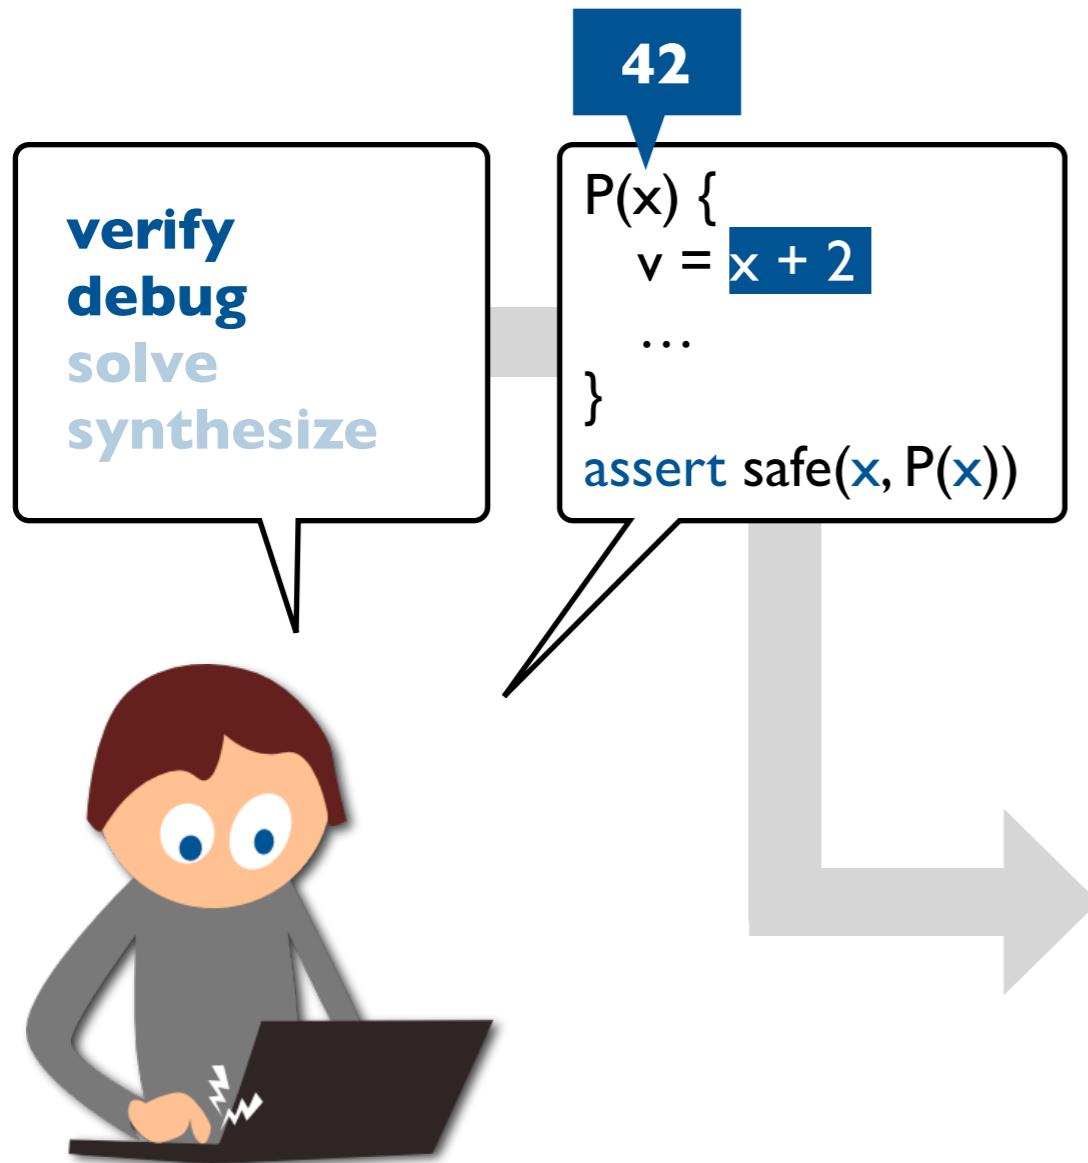 42
verify
debug
solve
synthesize
P(x) {
v = x + 2
…
}
assert safe(x, P(x))